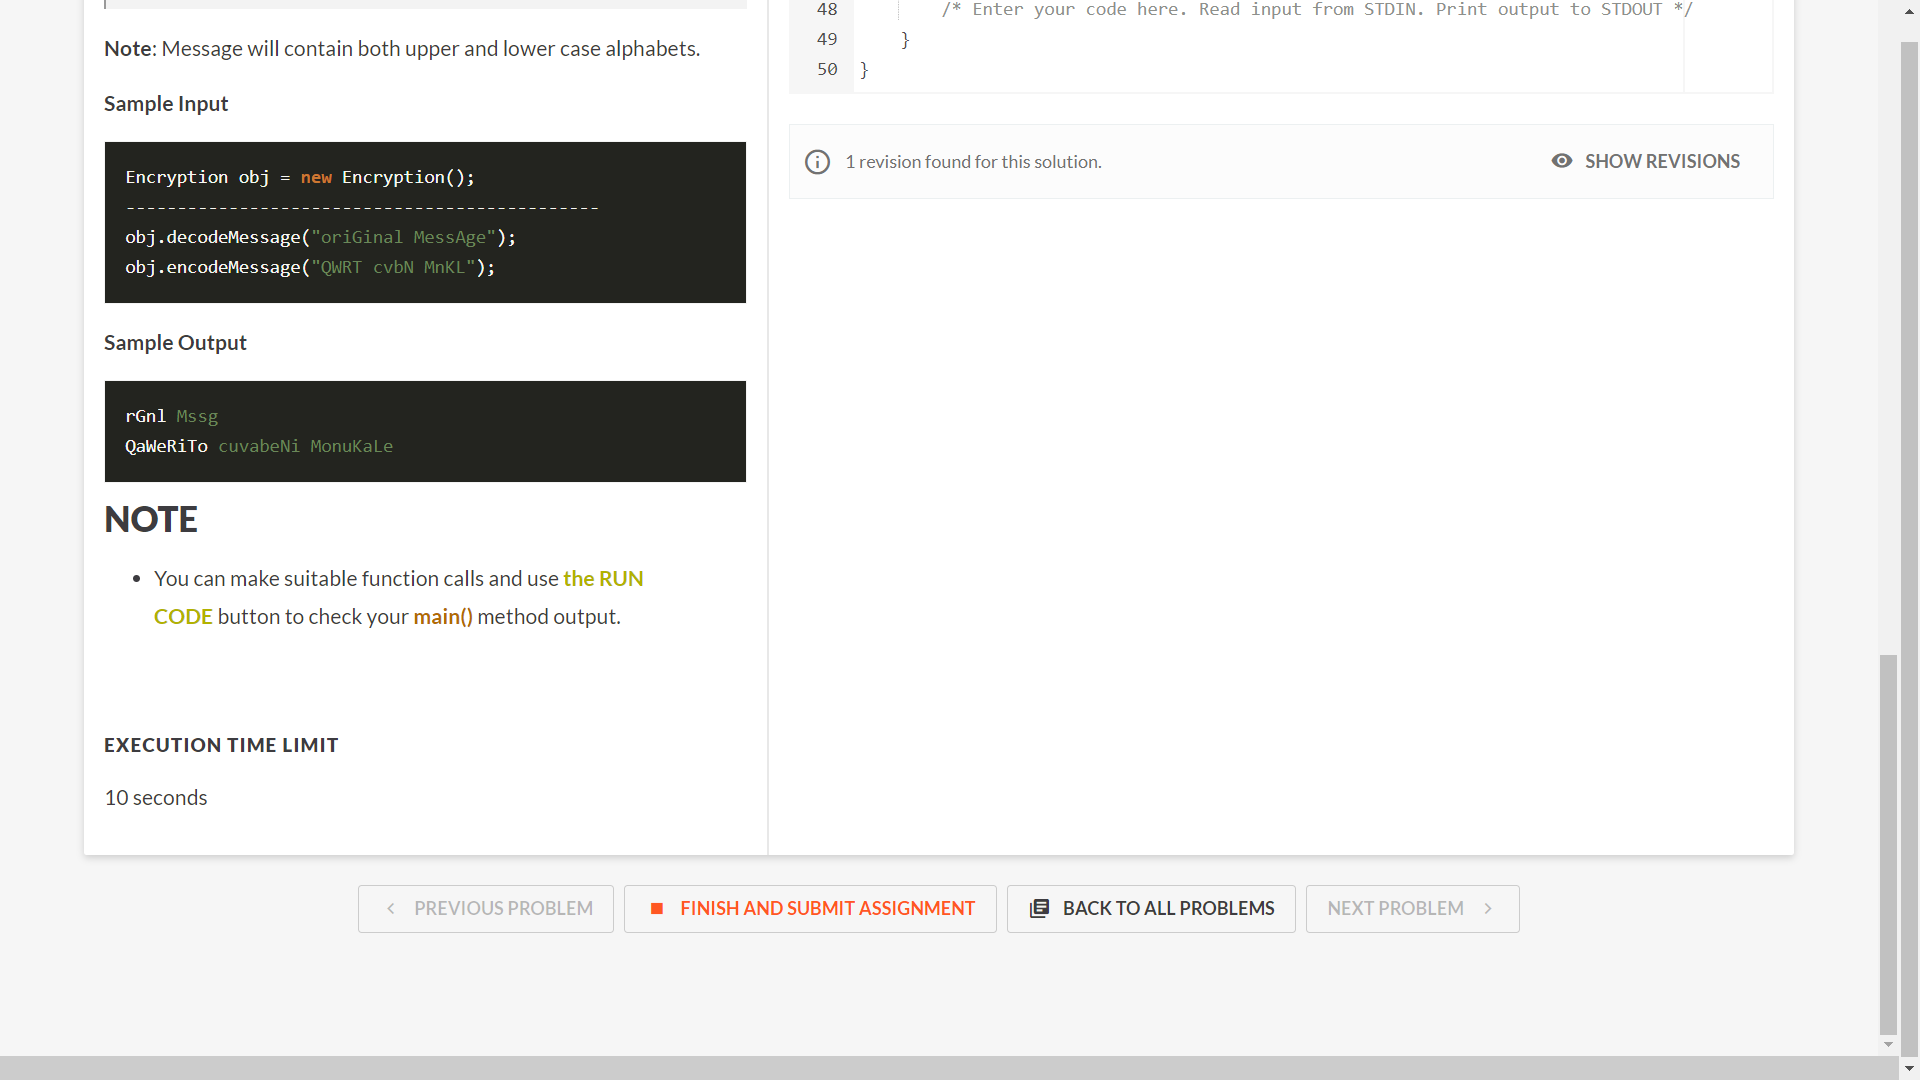 Note: Message will contain both upper and lower case alphabets.
Sample Input
Encryption obj = new Encryption();
----------------------------------------------
obj.decodeMessage("oriGinal MessAge");
obj.encodeMessage("QWRT cvbN MnKL");
Sample Output
rGnl Mssg
QaWeRiTo cuvabeNi MonuKaLe
NOTE
• You can make suitable function calls and use the RUN
CODE button to check your main() method output.
EXECUTION TIME LIMIT
10 seconds
48 /* Enter your code here. Read input from STDIN. Print output to STDOUT */
49 }
50 }
1 revision found for this solution.
SHOW REVISIONS
PREVIOUS PROBLEM
FINISH AND SUBMIT ASSIGNMENT
BACK TO ALL PROBLEMS
NEXT PROBLEM